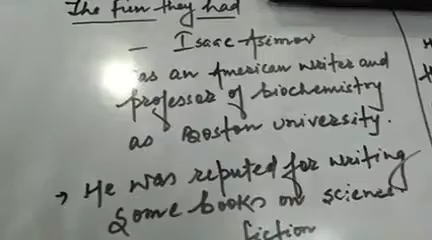 The Fun they had
– Isaac Asimov
as an American writer and
professor of biochemistry
as Boston university.
→ He was reputed for writing
some books on science
fiction